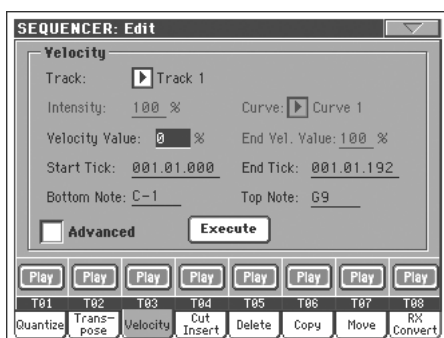 SEQUENCER: Edit
Velocity
Track: Track 1
Intensity: 100 % Curve: Curve 1
Velocity Value: 0 % End Vel. Value: 100 %
Start Tick: 001.01.000 End Tick: 001.01.192
Bottom Note: C-1 Top Note: G9
Advanced Execute
Play Play Play Play Play Play Play Play
T01 T02 T03 T04 T05 T06 T07 T08
Quantize Trans- Velocity Cut Delete Copy Move RX
pose Insert Convert